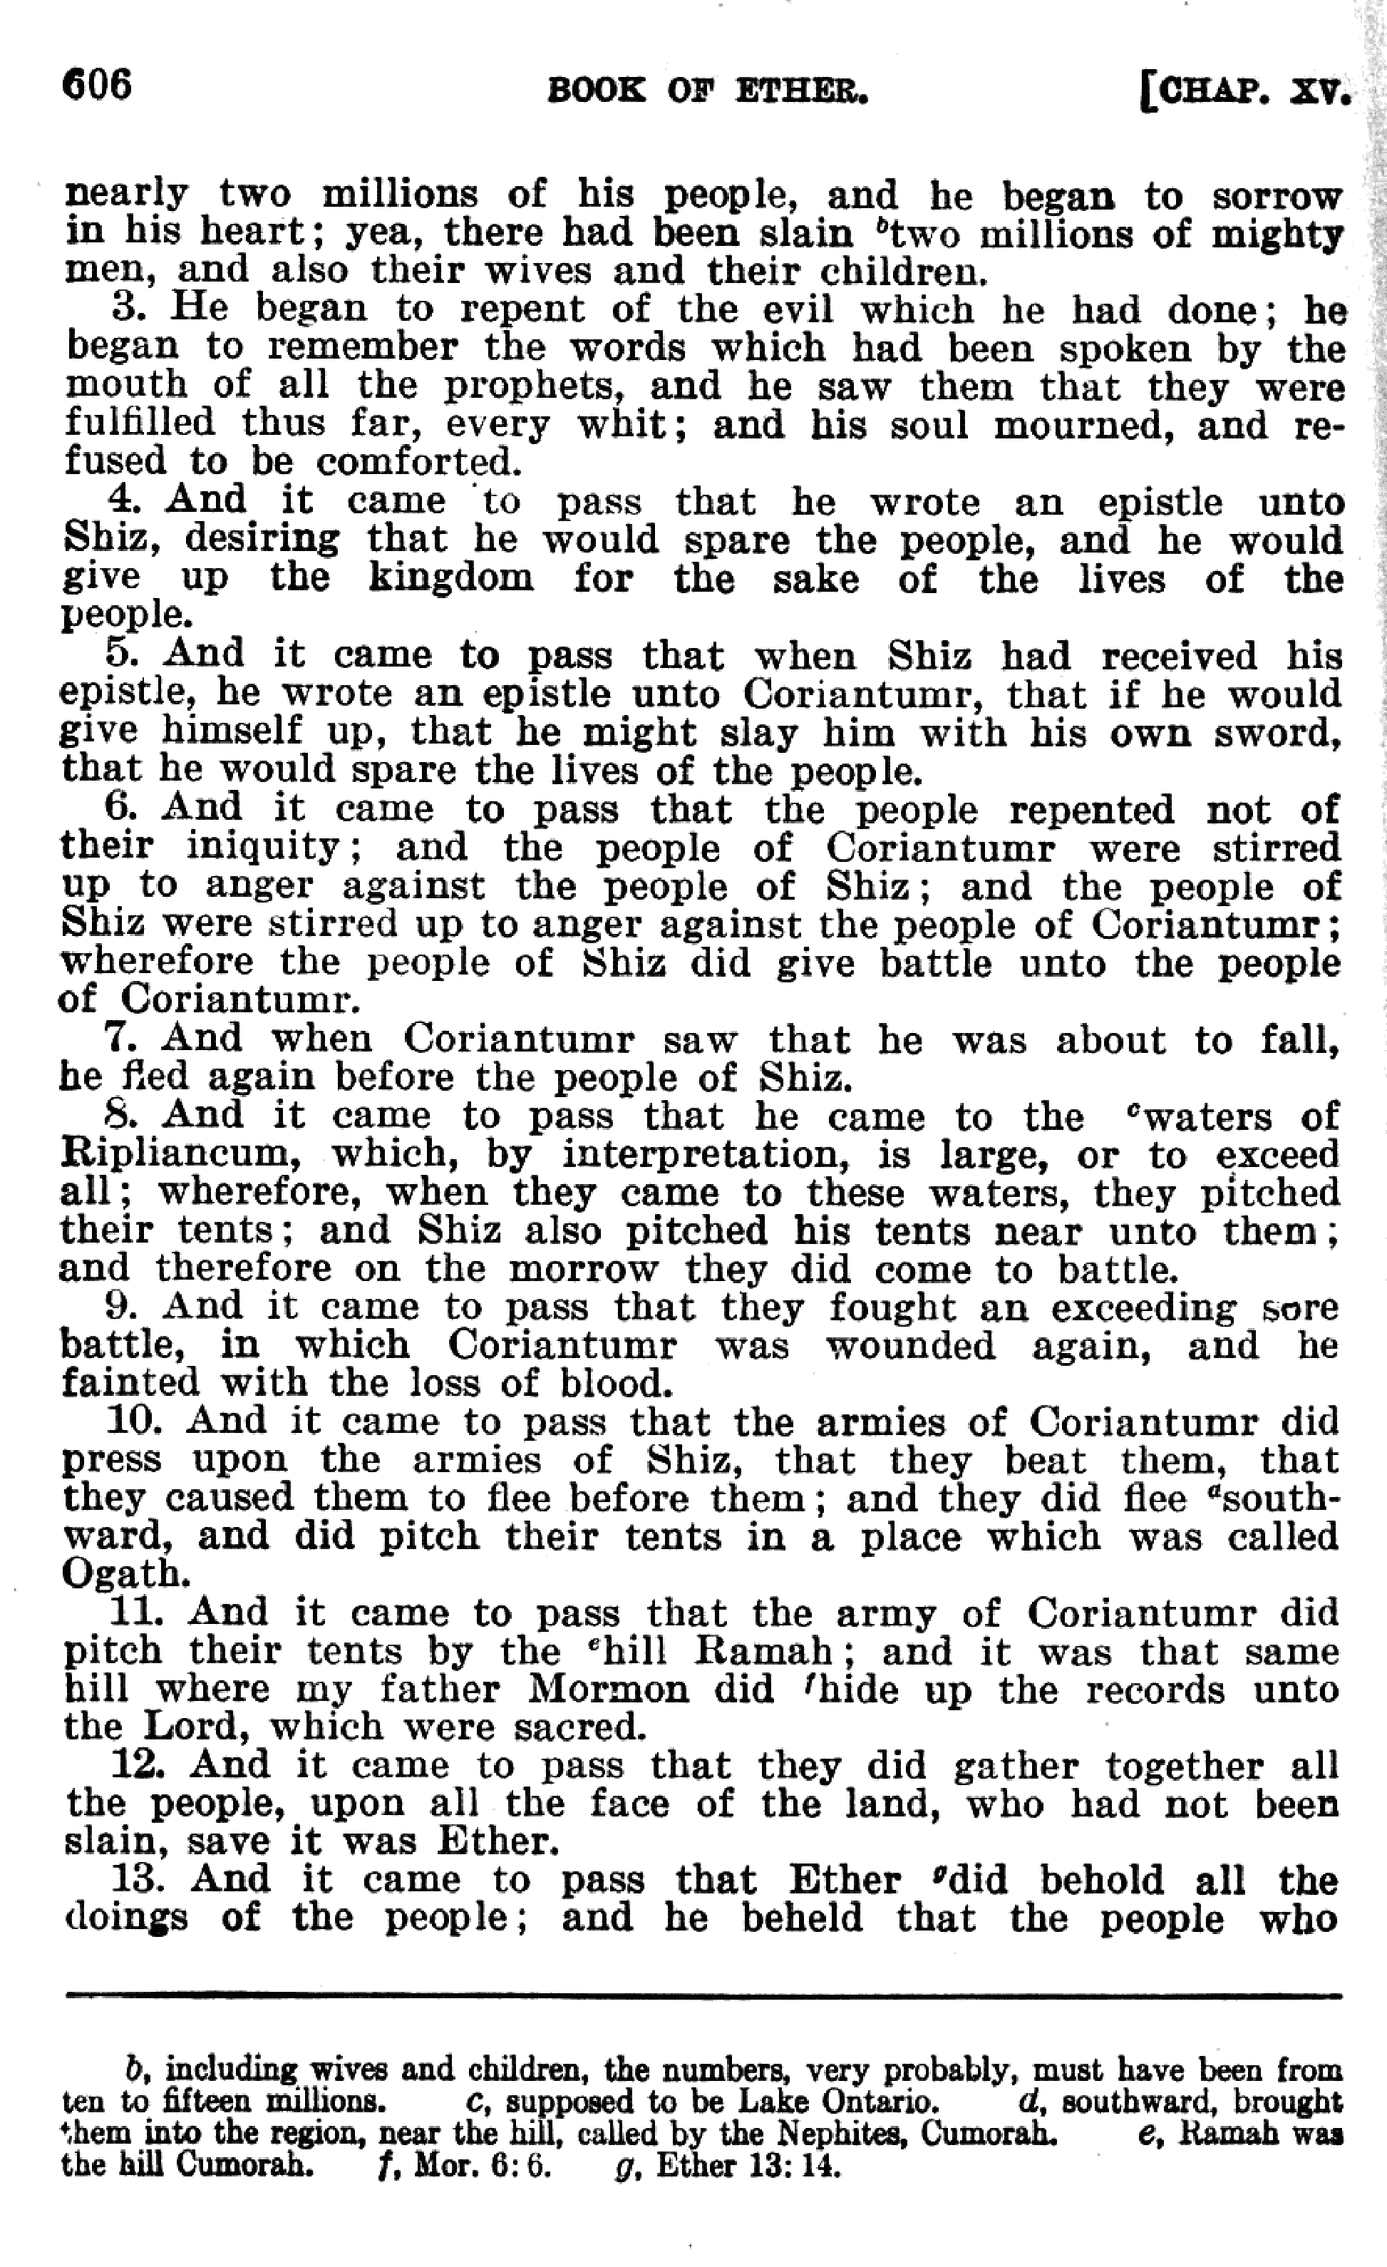 606 BOOK OF ETHER. [CHAP. XV.
nearly two millions of his people, and he began to sorrow
in his heart; yea, there had been slain ᵇtwo millions of mighty
men, and also their wives and their children.
3. He began to repent of the evil which he had done; he
began to remember the words which had been spoken by the
mouth of all the prophets, and he saw them that they were
fulfilled thus far, every whit; and his soul mourned, and re-
fused to be comforted.
4. And it came to pass that he wrote an epistle unto
Shiz, desiring that he would spare the people, and he would
give up the kingdom for the sake of the lives of the
people.
5. And it came to pass that when Shiz had received his
epistle, he wrote an epistle unto Coriantumr, that if he would
give himself up, that he might slay him with his own sword,
that he would spare the lives of the people.
6. And it came to pass that the people repented not of
their iniquity; and the people of Coriantumr were stirred
up to anger against the people of Shiz; and the people of
Shiz were stirred up to anger against the people of Coriantumr;
wherefore the people of Shiz did give battle unto the people
of Coriantumr.
7. And when Coriantumr saw that he was about to fall,
he fled again before the people of Shiz.
8. And it came to pass that he came to the ᶜwaters of
Ripliancum, which, by interpretation, is large, or to exceed
all; wherefore, when they came to these waters, they pitched
their tents; and Shiz also pitched his tents near unto them;
and therefore on the morrow they did come to battle.
9. And it came to pass that they fought an exceeding sore
battle, in which Coriantumr was wounded again, and he
fainted with the loss of blood.
10. And it came to pass that the armies of Coriantumr did
press upon the armies of Shiz, that they beat them, that
they caused them to flee before them; and they did flee ᵈsouth-
ward, and did pitch their tents in a place which was called
Ogath.
11. And it came to pass that the army of Coriantumr did
pitch their tents by the ᵉhill Ramah; and it was that same
hill where my father Mormon did ᶠhide up the records unto
the Lord, which were sacred.
12. And it came to pass that they did gather together all
the people, upon all the face of the land, who had not been
slain, save it was Ether.
13. And it came to pass that Ether ᵍdid behold all the
doings of the people; and he beheld that the people who
b, including wives and children, the numbers, very probably, must have been from
ten to fifteen millions. c, supposed to be Lake Ontario. d, southward, brought
them into the region, near the hill, called by the Nephites, Cumorah. e, Ramah was
the hill Cumorah. f, Mor. 6: 6. g, Ether 13: 14.